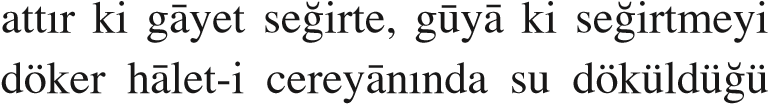 attır ki gāyet seğirte, gūyā ki seğirtmeyi
döker hālet-i cereyānında su döküldüğü